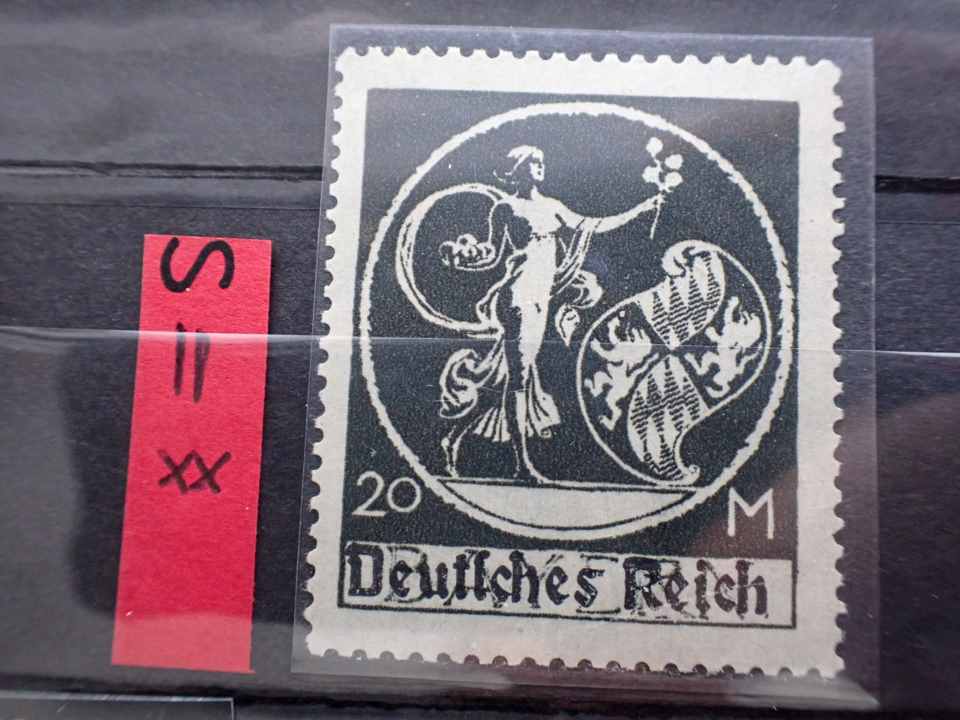 S
=
xx
20 M
Deutſches Reich